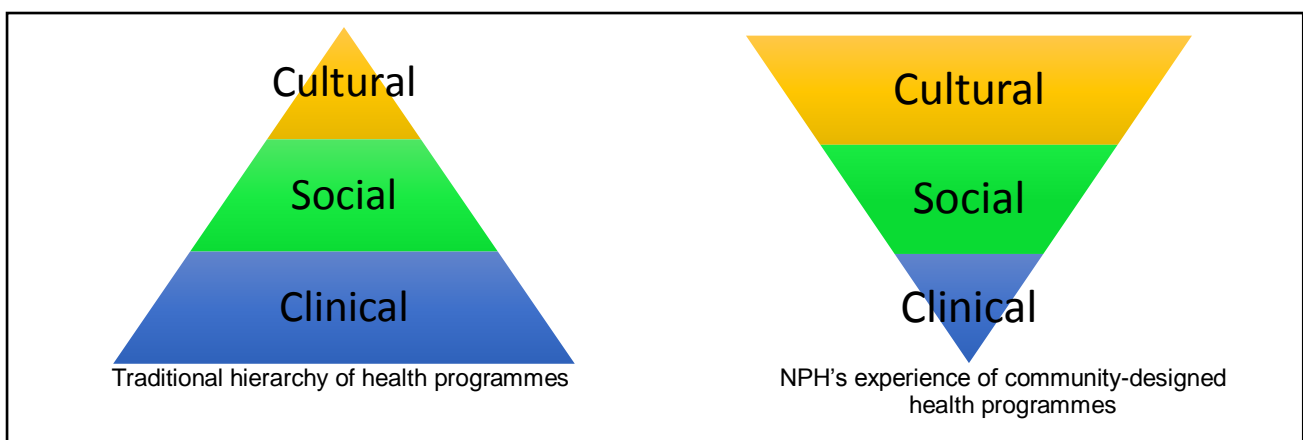 Cultural
Social
Clinical
Traditional hierarchy of health programmes
Cultural
Social
Clinical
NPH's experience of community-designed
health programmes